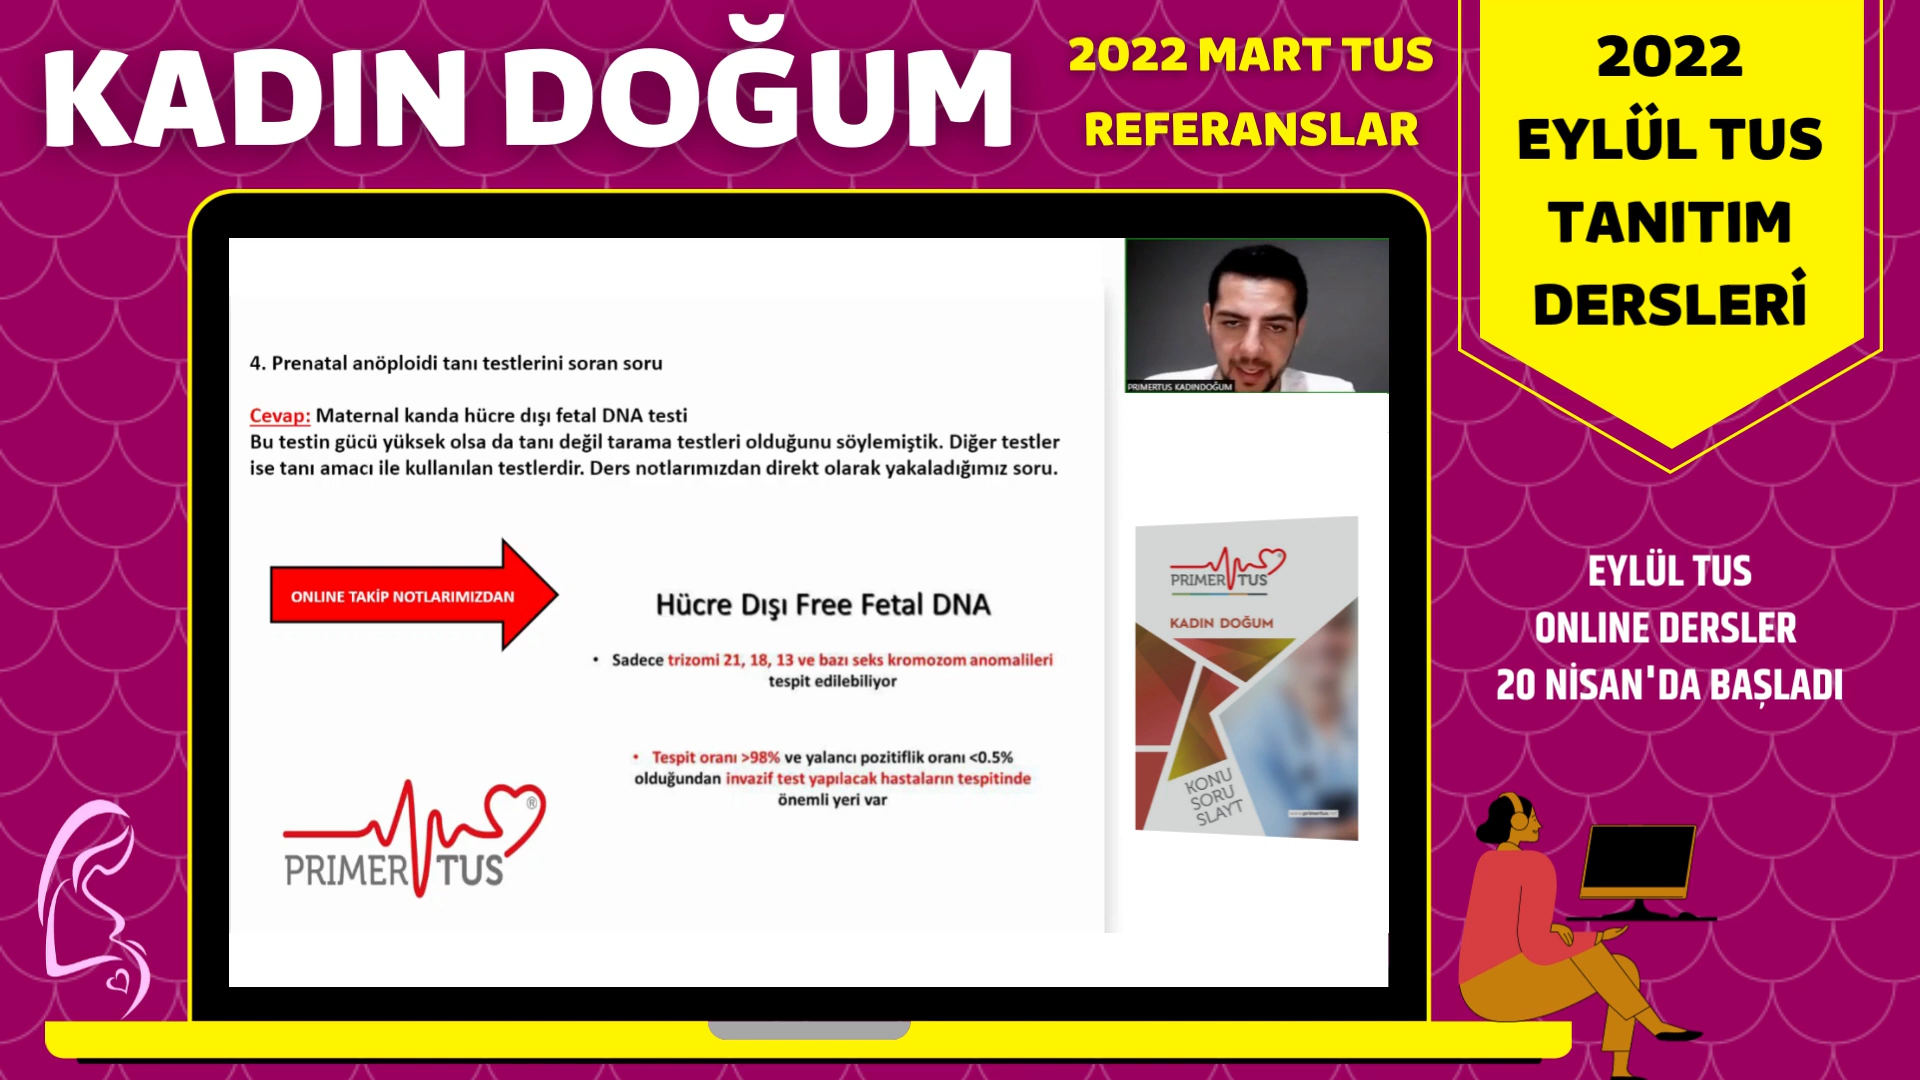 KADIN DOĞUM
2022 MART TUS
REFERANSLAR
2022
EYLÜL TUS
TANITIM
DERSLERİ
4. Prenatal anöploidi tanı testlerini soran soru
Cevap: Maternal kanda hücre dışı fetal DNA testi
Bu testin gücü yüksek olsa da tanı değil tarama testleri olduğunu söylemiştik. Diğer testler
ise tanı amacı ile kullanılan testlerdir. Ders notlarımızdan direkt olarak yakaladığımız soru.
PRIMERTUS KADINDOĞUM
ONLINE TAKİP NOTLARIMIZDAN
Hücre Dışı Free Fetal DNA
• Sadece trizomi 21, 18, 13 ve bazı seks kromozom anomalileri
tespit edilebiliyor
• Tespit oranı >98% ve yalancı pozitiflik oranı <0.5%
olduğundan invazif test yapılacak hastaların tespitinde
önemli yeri var
PRIMER TUS ®
PRIMER TUS ®
KADIN DOĞUM
KONU
SORU
SLAYT
www.primertus.net
EYLÜL TUS
ONLINE DERSLER
20 NİSAN'DA BAŞLADI